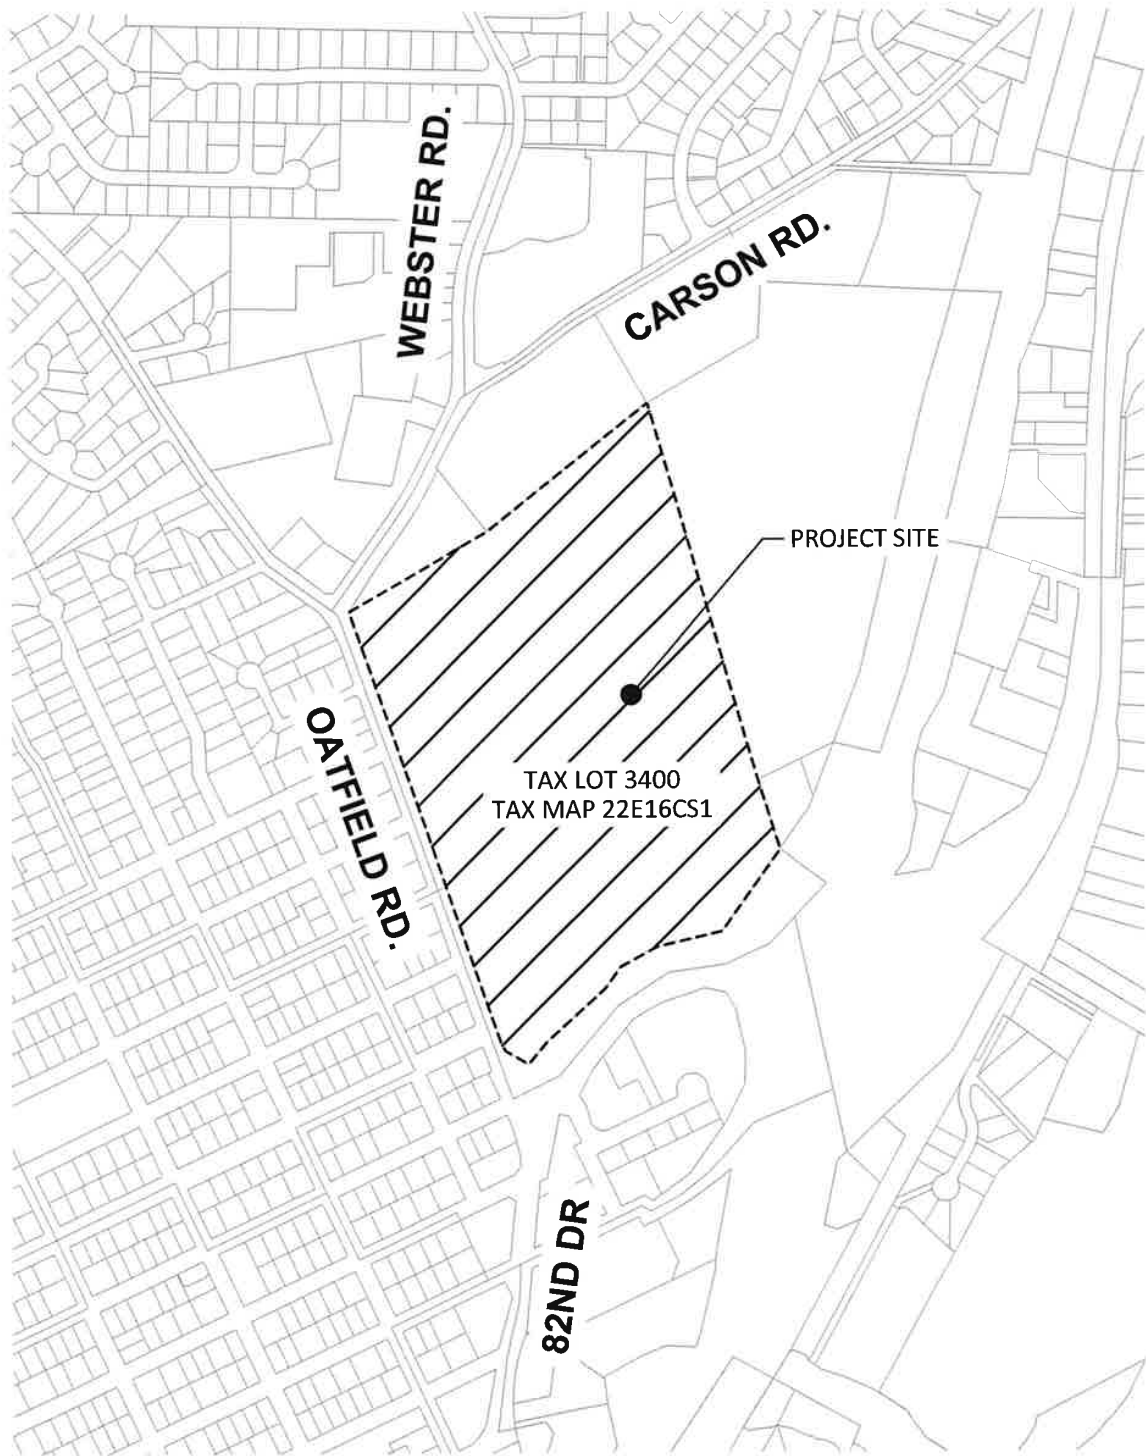 WEBSTER RD.
CARSON RD.
PROJECT SITE
OATFIELD RD.
TAX LOT 3400
TAX MAP 22E16CS1
82ND DR